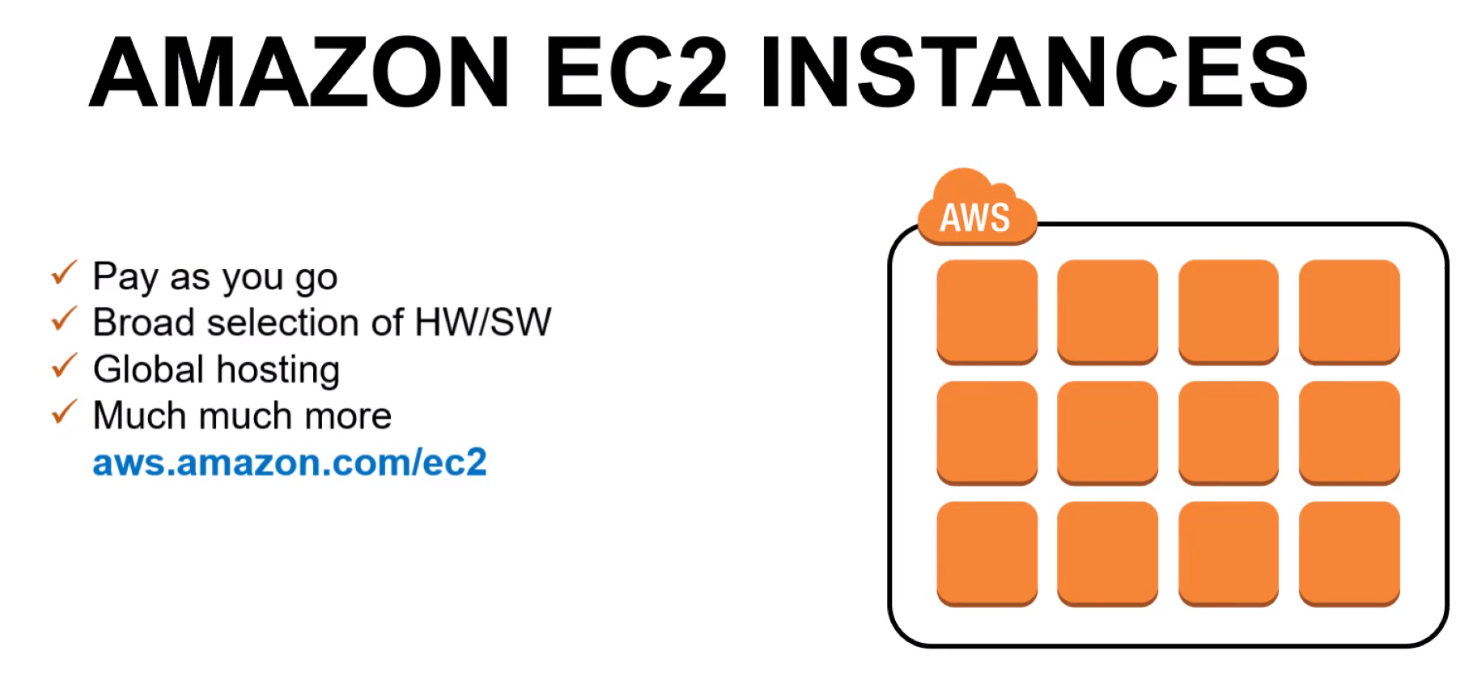 AMAZON EC2 INSTANCES
AWS
✓ Pay as you go
✓ Broad selection of HW/SW
✓ Global hosting
✓ Much much more
aws.amazon.com/ec2